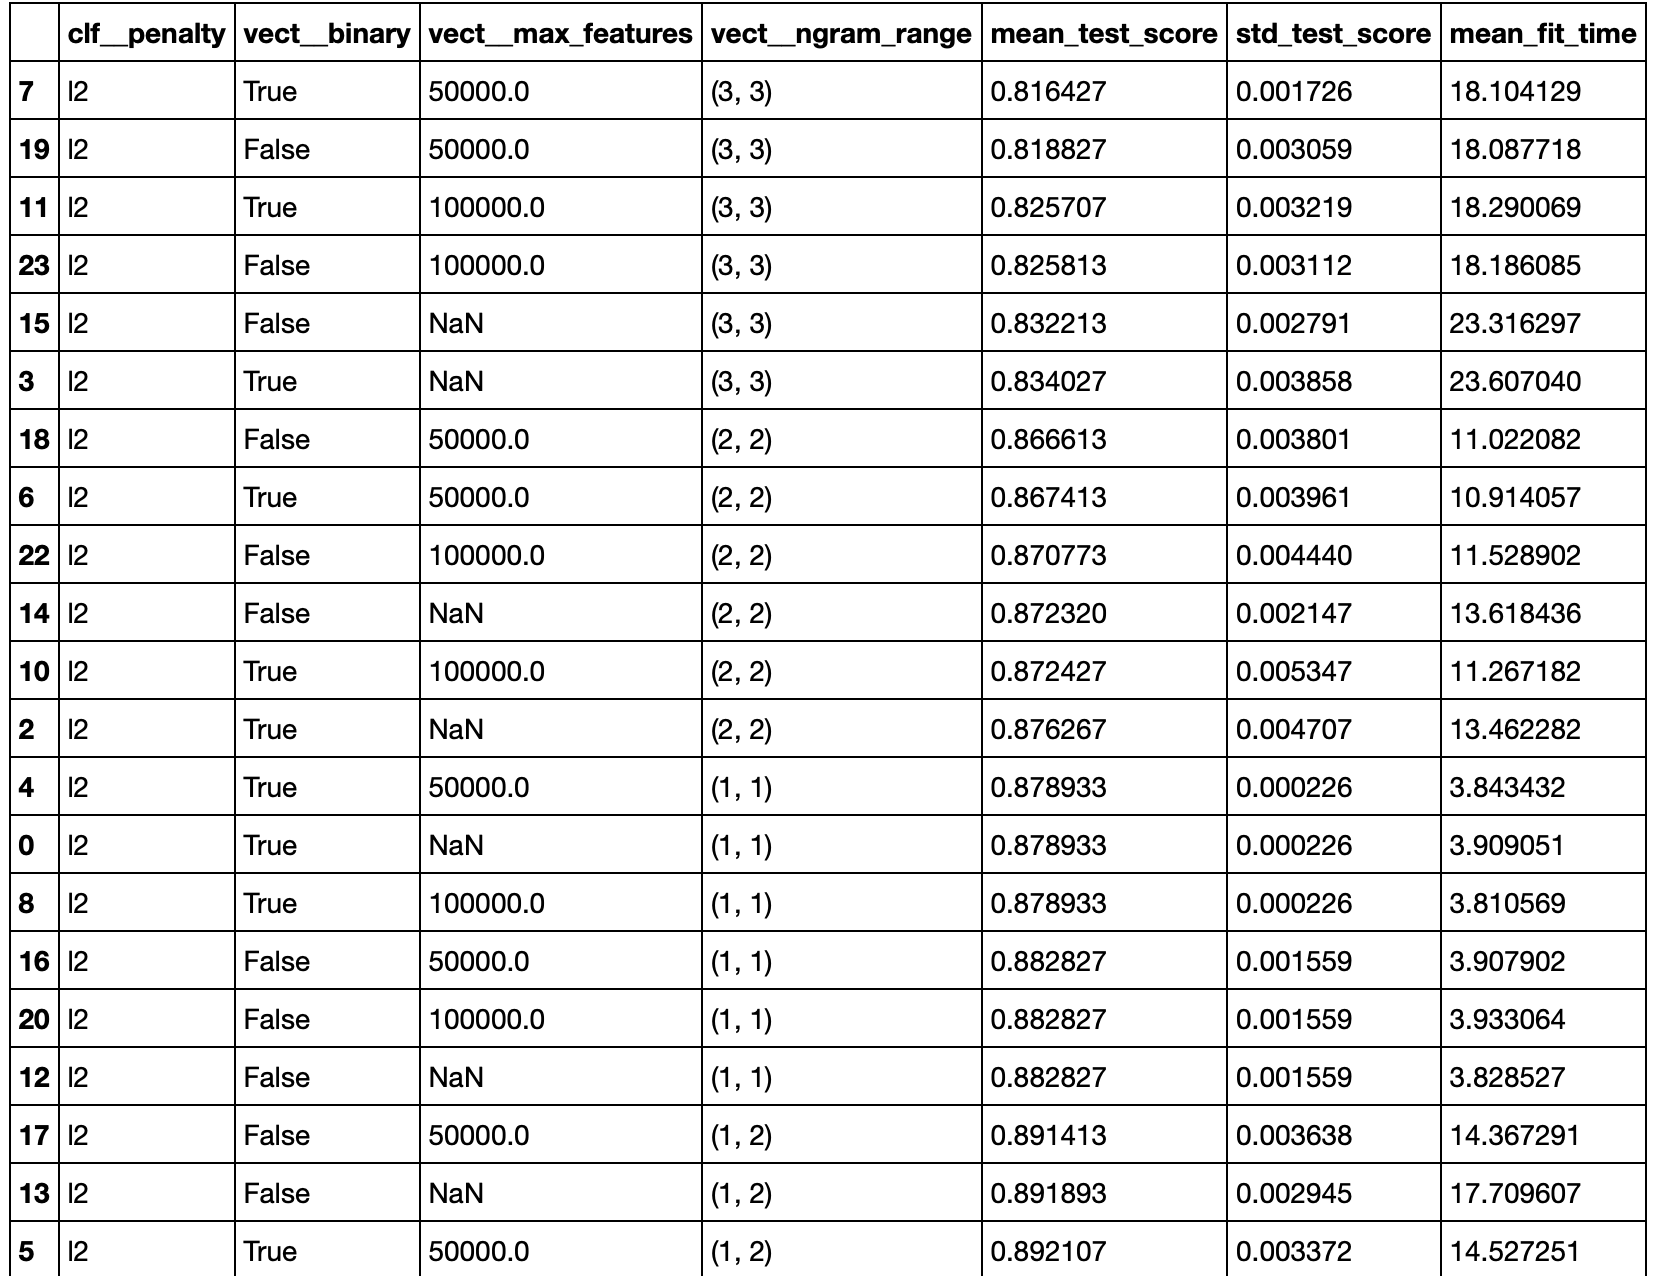 clf__penalty vect__binary vect__max_features vect__ngram_range mean_test_score std_test_score mean_fit_time
7 l2 True 50000.0 (3, 3) 0.816427 0.001726 18.104129
19 l2 False 50000.0 (3, 3) 0.818827 0.003059 18.087718
11 l2 True 100000.0 (3, 3) 0.825707 0.003219 18.290069
23 l2 False 100000.0 (3, 3) 0.825813 0.003112 18.186085
15 l2 False NaN (3, 3) 0.832213 0.002791 23.316297
3 l2 True NaN (3, 3) 0.834027 0.003858 23.607040
18 l2 False 50000.0 (2, 2) 0.866613 0.003801 11.022082
6 l2 True 50000.0 (2, 2) 0.867413 0.003961 10.914057
22 l2 False 100000.0 (2, 2) 0.870773 0.004440 11.528902
14 l2 False NaN (2, 2) 0.872320 0.002147 13.618436
10 l2 True 100000.0 (2, 2) 0.872427 0.005347 11.267182
2 l2 True NaN (2, 2) 0.876267 0.004707 13.462282
4 l2 True 50000.0 (1, 1) 0.878933 0.000226 3.843432
0 l2 True NaN (1, 1) 0.878933 0.000226 3.909051
8 l2 True 100000.0 (1, 1) 0.878933 0.000226 3.810569
16 l2 False 50000.0 (1, 1) 0.882827 0.001559 3.907902
20 l2 False 100000.0 (1, 1) 0.882827 0.001559 3.933064
12 l2 False NaN (1, 1) 0.882827 0.001559 3.828527
17 l2 False 50000.0 (1, 2) 0.891413 0.003638 14.367291
13 l2 False NaN (1, 2) 0.891893 0.002945 17.709607
5 l2 True 50000.0 (1, 2) 0.892107 0.003372 14.527251